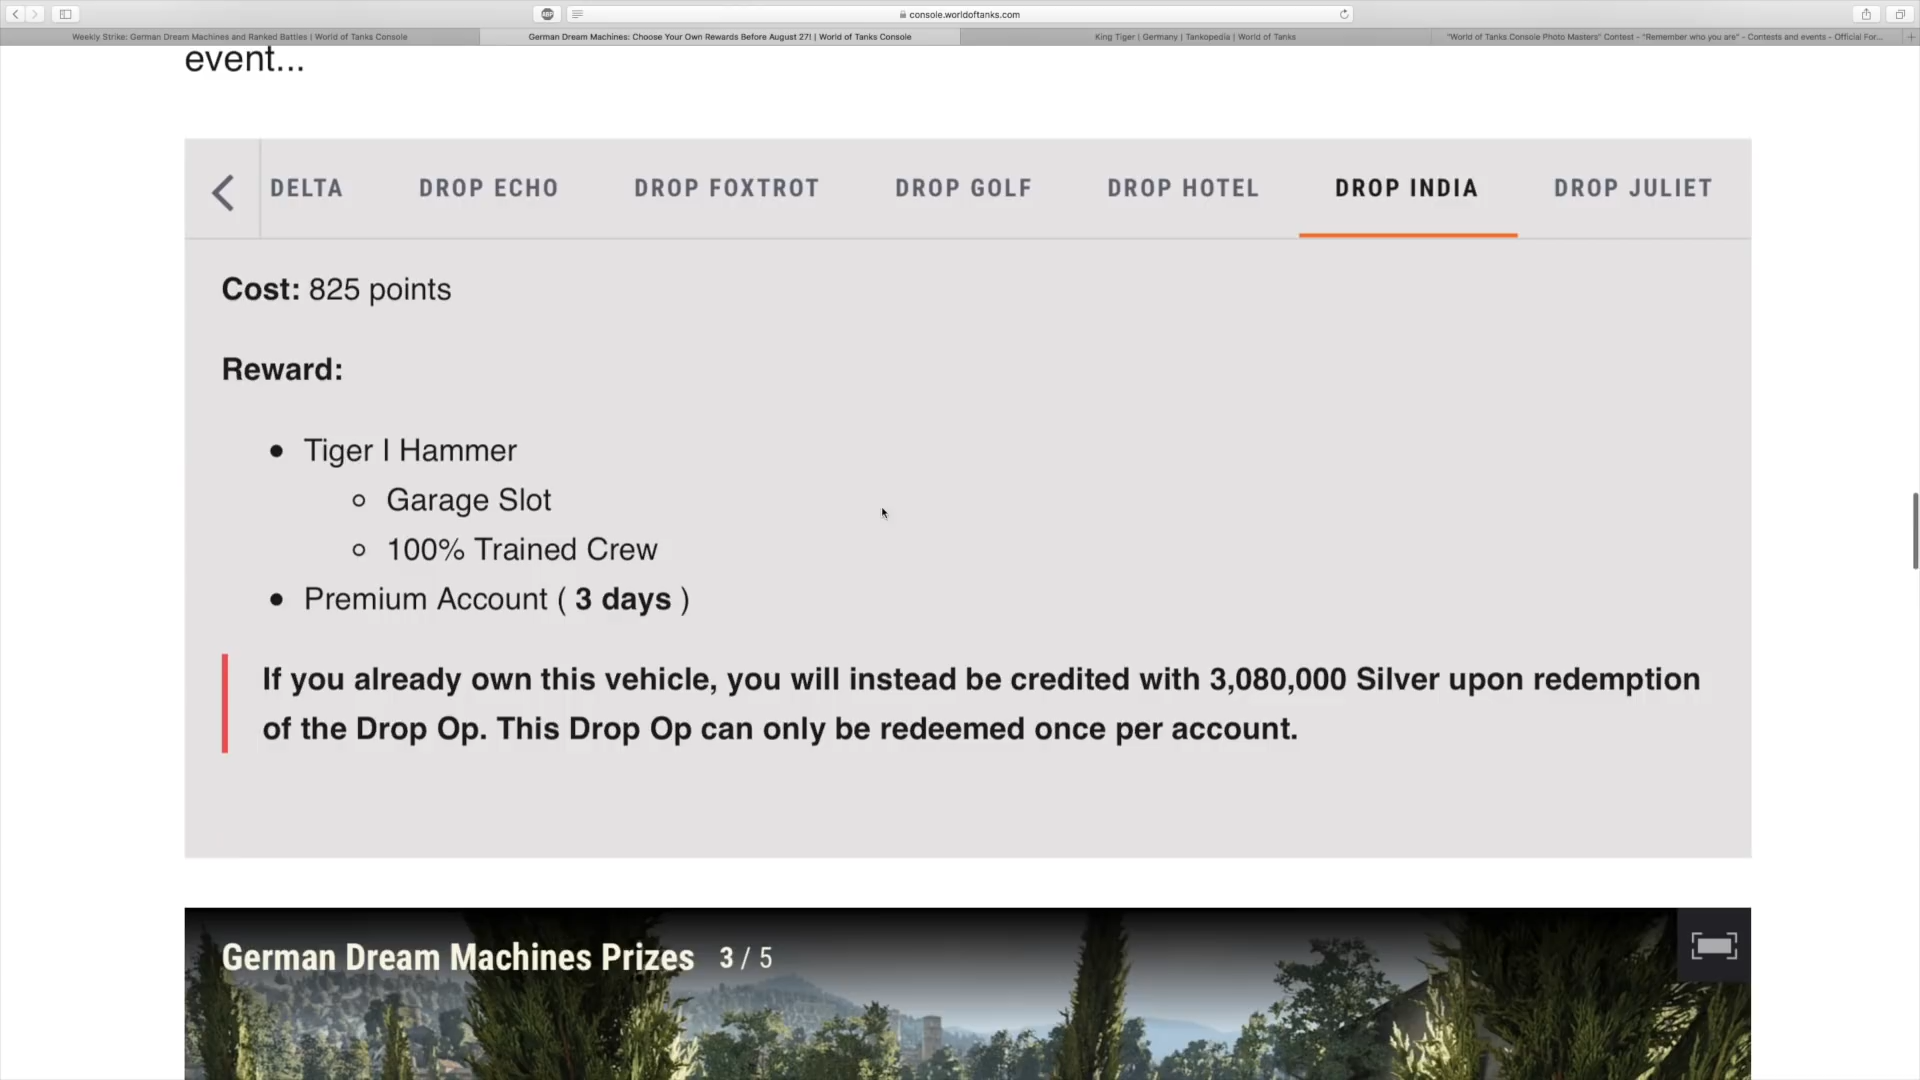 console.worldoftanks.com
Weekly Strike: German Dream Machines and Ranked Battles | World of Tanks Console
German Dream Machines: Choose Your Own Rewards Before August 27! | World of Tanks Console
King Tiger | Germany | Tankopedia | World of Tanks
"World of Tanks Console Photo Masters" Contest - "Remember who you are" - Contests and events - Official For...
event...
DELTA
DROP ECHO
DROP FOXTROT
DROP GOLF
DROP HOTEL
DROP INDIA
DROP JULIET
Cost: 825 points
Reward:
Tiger I Hammer
Garage Slot
100% Trained Crew
Premium Account ( 3 days )
If you already own this vehicle, you will instead be credited with 3,080,000 Silver upon redemption
of the Drop Op. This Drop Op can only be redeemed once per account.
German Dream Machines Prizes 3 / 5